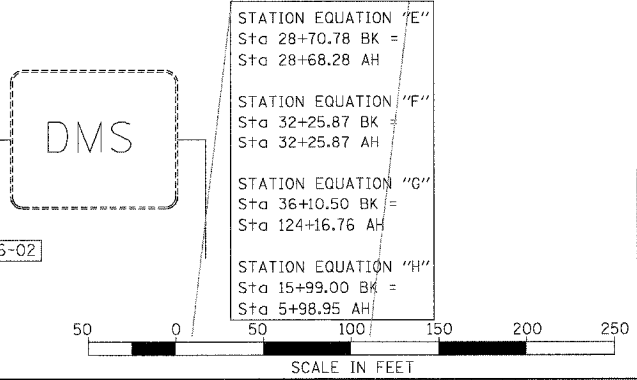 STATION EQUATION "E"
Sta 28+70.78 BK =
Sta 28+68.28 AH
STATION EQUATION "F"
Sta 32+25.87 BK =
Sta 32+25.87 AH
STATION EQUATION "G"
Sta 36+10.50 BK =
Sta 124+16.76 AH
STATION EQUATION "H"
Sta 15+99.00 BK =
Sta 5+98.95 AH
DMS
6-02
50 0 50 100 150 200 250
SCALE IN FEET